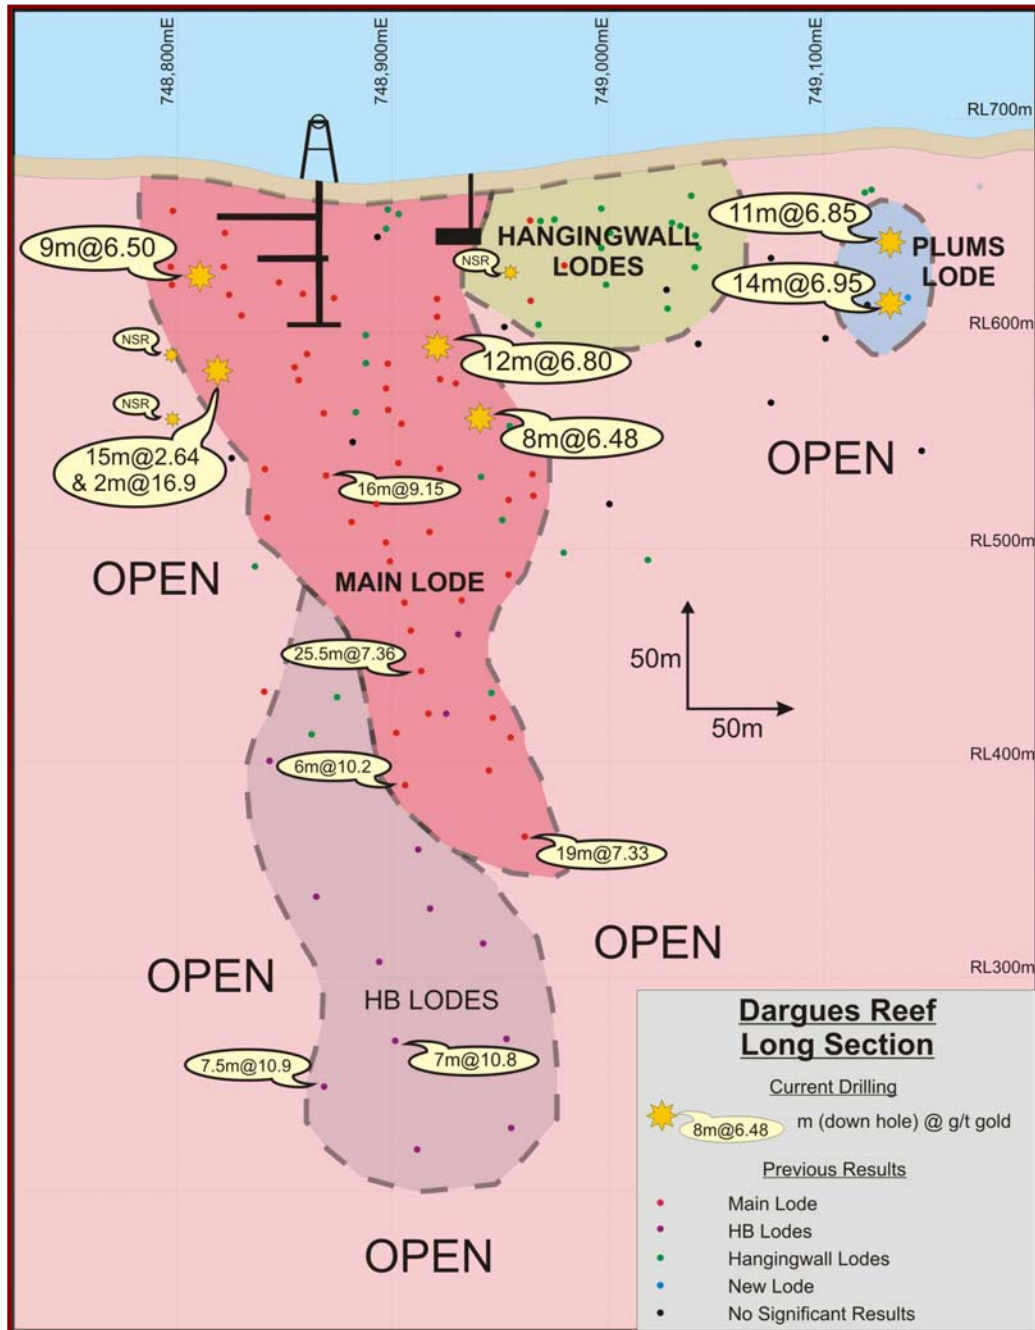 748,800mE
748,900mE
749,000mE
749,100mE
RL700m
11m@6.85
9m@6.50
HANGINGWALL
LODES
PLUMS
LODE
NSR
14m@6.95
RL600m
NSR
12m@6.80
NSR
8m@6.48
15m@2.64
& 2m@16.9
OPEN
16m@9.15
RL500m
OPEN
MAIN LODE
25.5m@7.36
50m
50m
6m@10.2
RL400m
19m@7.33
OPEN
OPEN
RL300m
HB LODES
7.5m@10.9
7m@10.8
OPEN
Dargues Reef
Long Section
Current Drilling
8m@6.48
m (down hole) @ g/t gold
Previous Results
Main Lode
HB Lodes
Hangingwall Lodes
New Lode
No Significant Results